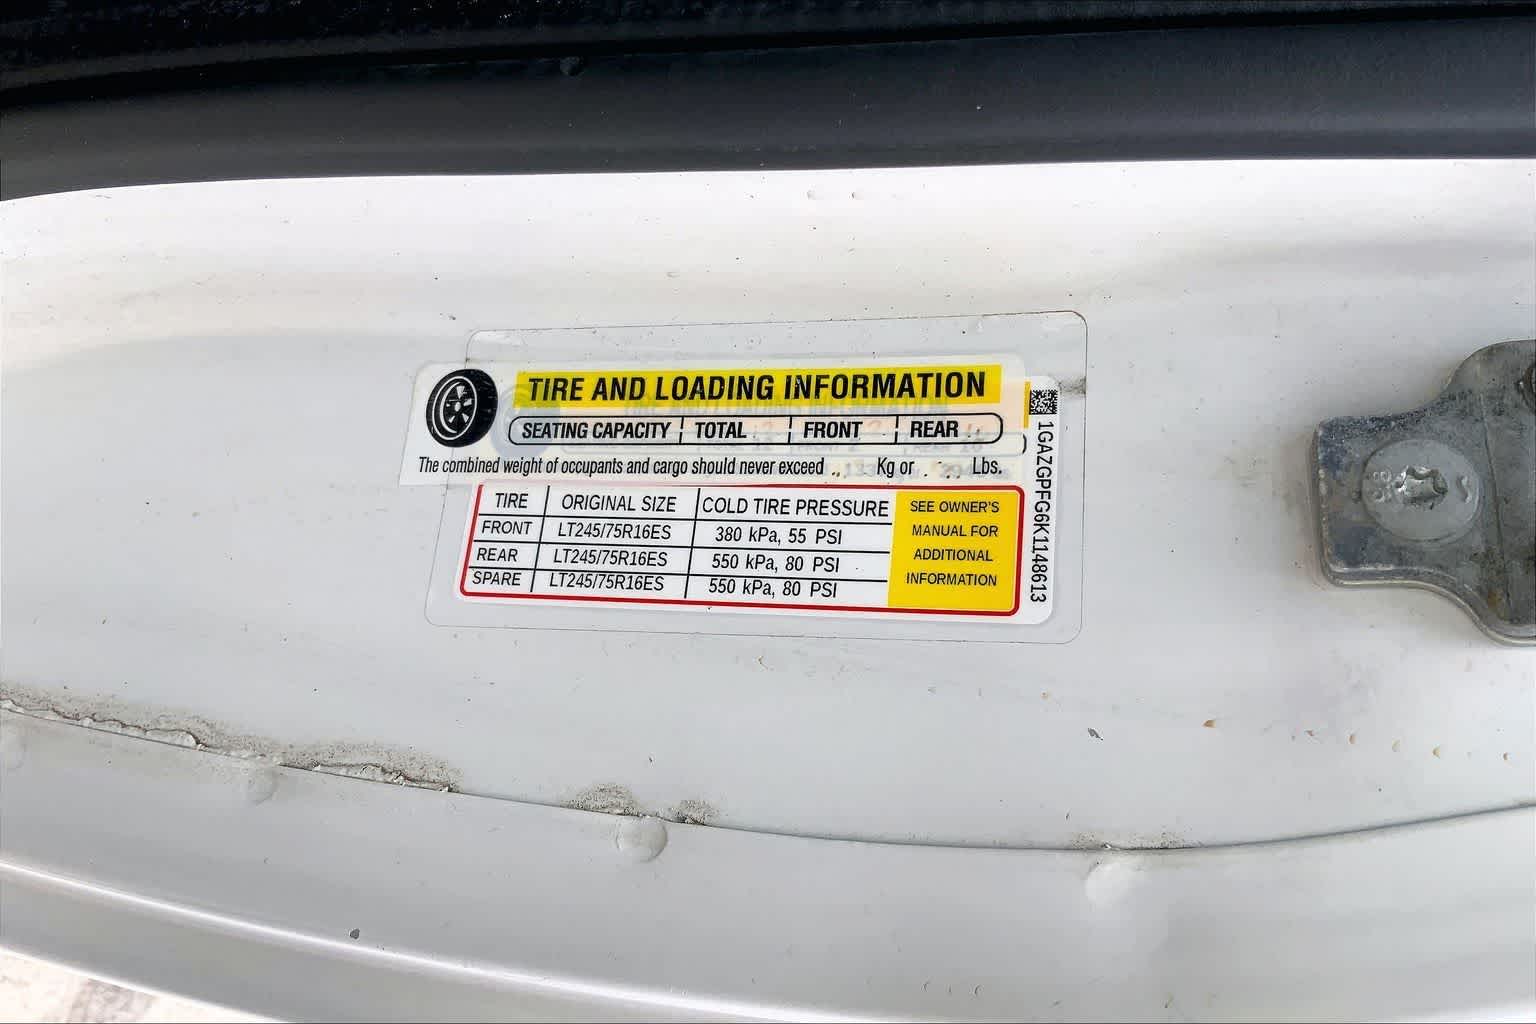 TIRE AND LOADING INFORMATION
SEATING CAPACITY TOTAL FRONT REAR
The combined weight of occupants and cargo should never exceed Kg or Lbs.
TIRE ORIGINAL SIZE COLD TIRE PRESSURE
FRONT LT245/75R16ES 380 kPa, 55 PSI
REAR LT245/75R16ES 550 kPa, 80 PSI
SPARE LT245/75R16ES 550 kPa, 80 PSI
SEE OWNER'S
MANUAL FOR
ADDITIONAL
INFORMATION
1GAZGPFG6K1148613